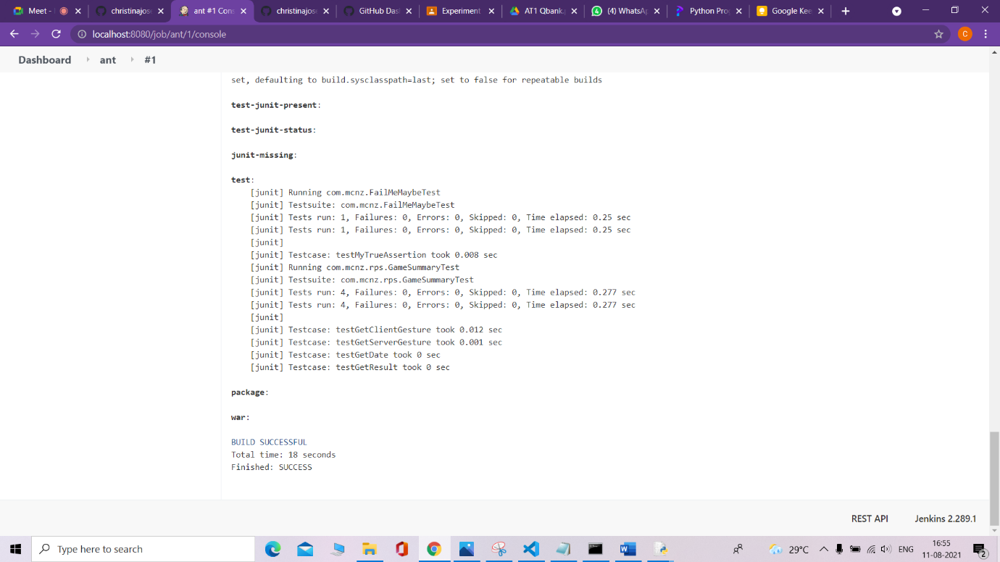 Meet -
christinajose
ant #1 Cons
christinajose
GitHub Dash
Experiment
AT1 Qbank.
(4) WhatsAp
Python Pro
Google Kee
localhost:8080/job/ant/1/console
C
Dashboard ant #1
set, defaulting to build.sysclasspath=last; set to false for repeatable builds
test-junit-present:
test-junit-status:
junit-missing:
test:
[junit] Running com.mcnz.FailMeMaybeTest
[junit] Testsuite: com.mcnz.FailMeMaybeTest
[junit] Tests run: 1, Failures: 0, Errors: 0, Skipped: 0, Time elapsed: 0.25 sec
[junit] Tests run: 1, Failures: 0, Errors: 0, Skipped: 0, Time elapsed: 0.25 sec
[junit]
[junit] Testcase: testMyTrueAssertion took 0.008 sec
[junit] Running com.mcnz.rps.GameSummaryTest
[junit] Testsuite: com.mcnz.rps.GameSummaryTest
[junit] Tests run: 4, Failures: 0, Errors: 0, Skipped: 0, Time elapsed: 0.277 sec
[junit] Tests run: 4, Failures: 0, Errors: 0, Skipped: 0, Time elapsed: 0.277 sec
[junit]
[junit] Testcase: testGetClientGesture took 0.012 sec
[junit] Testcase: testGetServerGesture took 0.001 sec
[junit] Testcase: testGetDate took 0 sec
[junit] Testcase: testGetResult took 0 sec
package:
war:
BUILD SUCCESSFUL
Total time: 18 seconds
Finished: SUCCESS
REST API Jenkins 2.289.1
Type here to search
29°C
ENG
16:55
11-08-2021
2